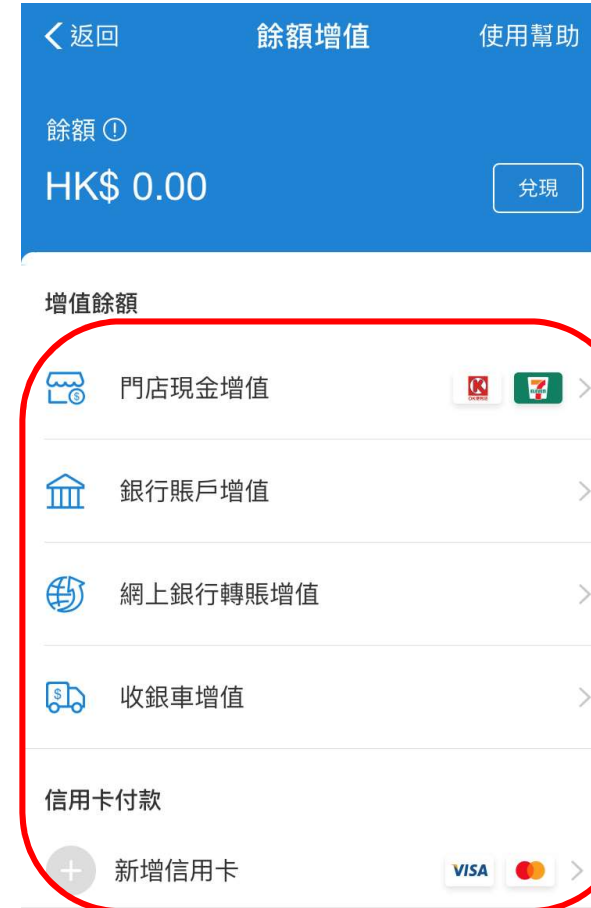 返回
餘額增值
使用幫助
餘額
HK$ 0.00
兌現
增值餘額
門店現金增值
銀行賬戶增值
網上銀行轉賬增值
收銀車增值
信用卡付款
新增信用卡
VISA